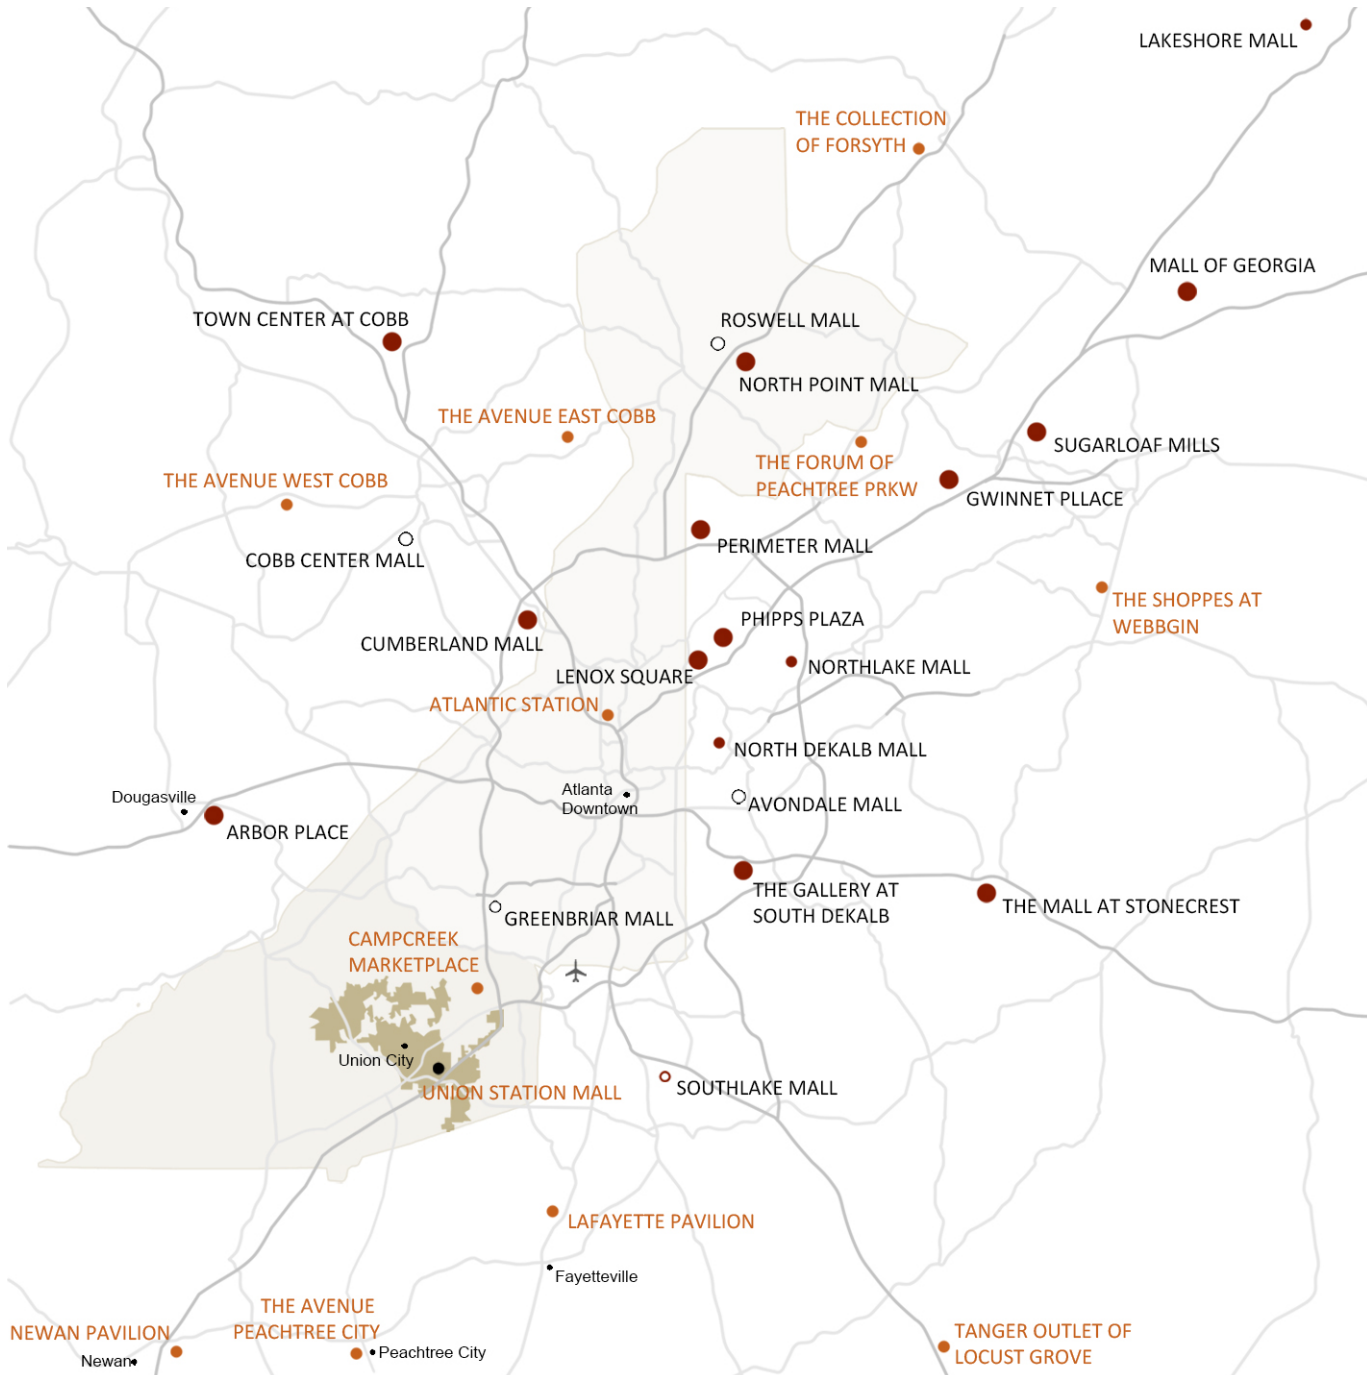 LAKESHORE MALL
THE COLLECTION
OF FORSYTH
MALL OF GEORGIA
TOWN CENTER AT COBB
ROSWELL MALL
NORTH POINT MALL
THE AVENUE EAST COBB
SUGARLOAF MILLS
THE FORUM OF
PEACHTREE PRKW
THE AVENUE WEST COBB
GWINNET PLLACE
PERIMETER MALL
COBB CENTER MALL
THE SHOPPES AT
WEBBGIN
PHIPPS PLAZA
CUMBERLAND MALL
NORTHLAKE MALL
LENOX SQUARE
ATLANTIC STATION
NORTH DEKALB MALL
Atlanta
Downtown
Dougasville
AVONDALE MALL
ARBOR PLACE
THE GALLERY AT
SOUTH DEKALB
THE MALL AT STONECREST
GREENBRIAR MALL
CAMPCREEK
MARKETPLACE
Union City
UNION STATION MALL
SOUTHLAKE MALL
LAFAYETTE PAVILION
Fayetteville
THE AVENUE
PEACHTREE CITY
NEWAN PAVILION
Peachtree City
Newan
TANGER OUTLET OF
LOCUST GROVE